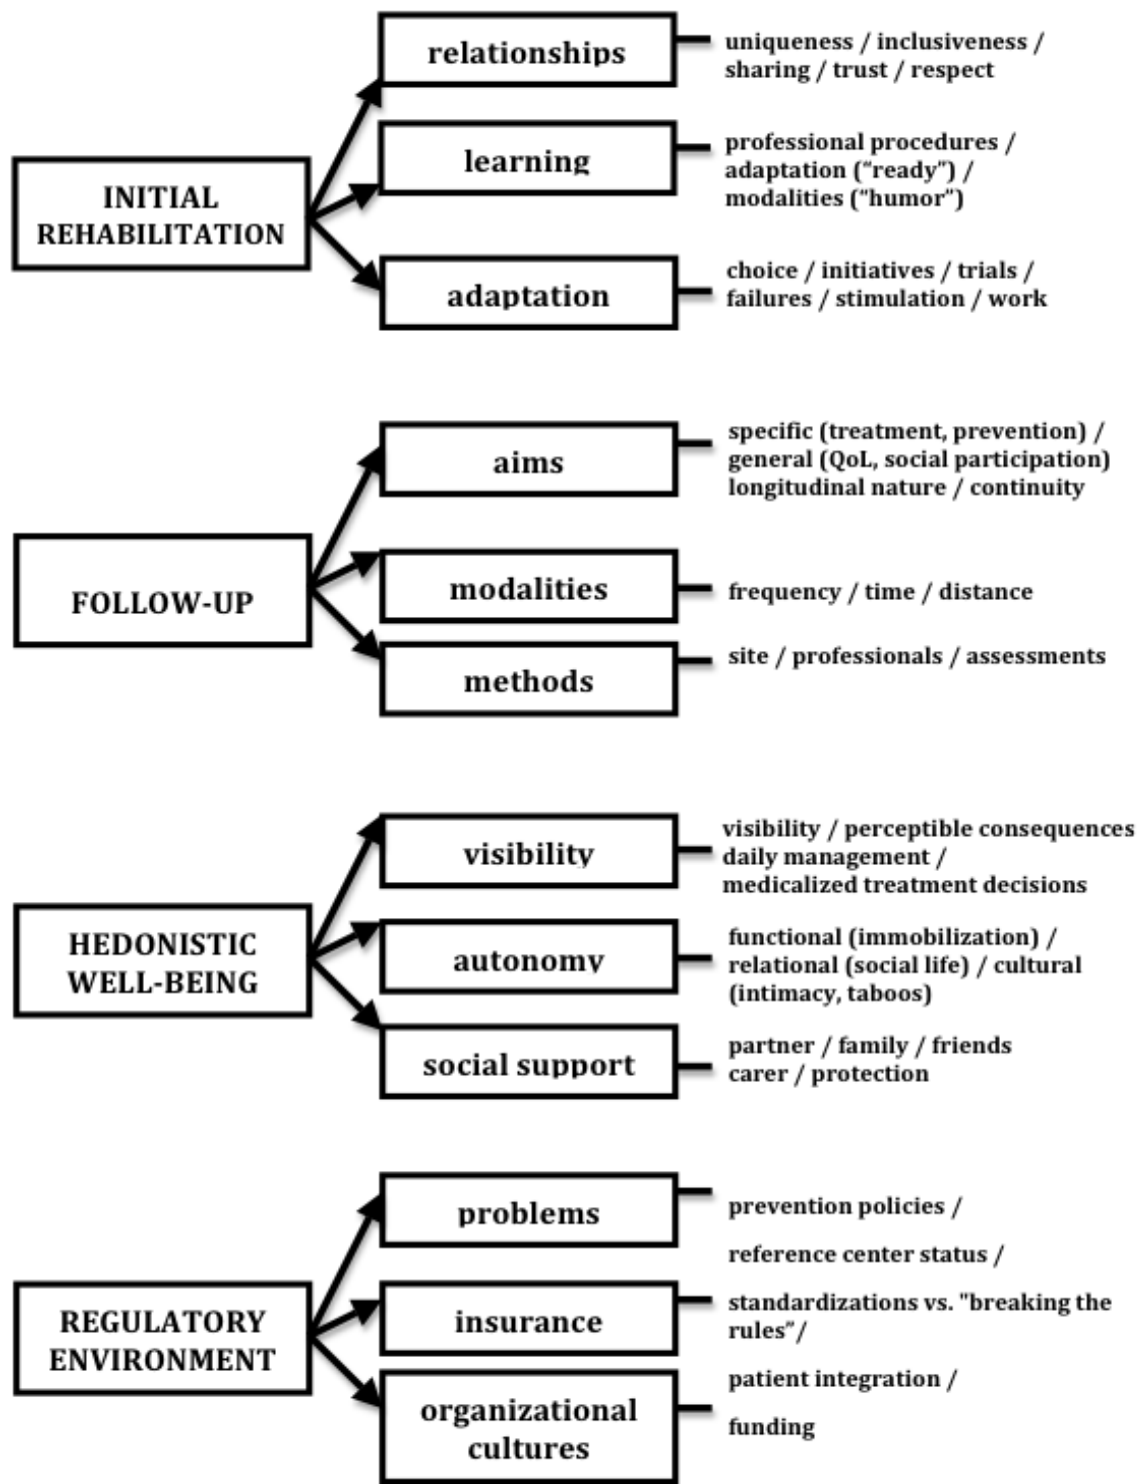 relationships
uniqueness / inclusiveness /
sharing / trust / respect
INITIAL
REHABILITATION
learning
professional procedures /
adaptation (“ready”) /
modalities (“humor”)
adaptation
choice / initiatives / trials /
failures / stimulation / work
FOLLOW-UP
aims
specific (treatment, prevention) /
general (QoL, social participation)
longitudinal nature / continuity
modalities
frequency / time / distance
methods
site / professionals / assessments
HEDONISTIC
WELL-BEING
visibility
visibility / perceptible consequences
daily management /
medicalized treatment decisions
autonomy
functional (immobilization) /
relational (social life) / cultural
(intimacy, taboos)
social support
partner / family / friends
carer / protection
REGULATORY
ENVIRONMENT
problems
prevention policies /
reference center status /
insurance
standardizations vs. "breaking the
rules”/
organizational
cultures
patient integration /
funding